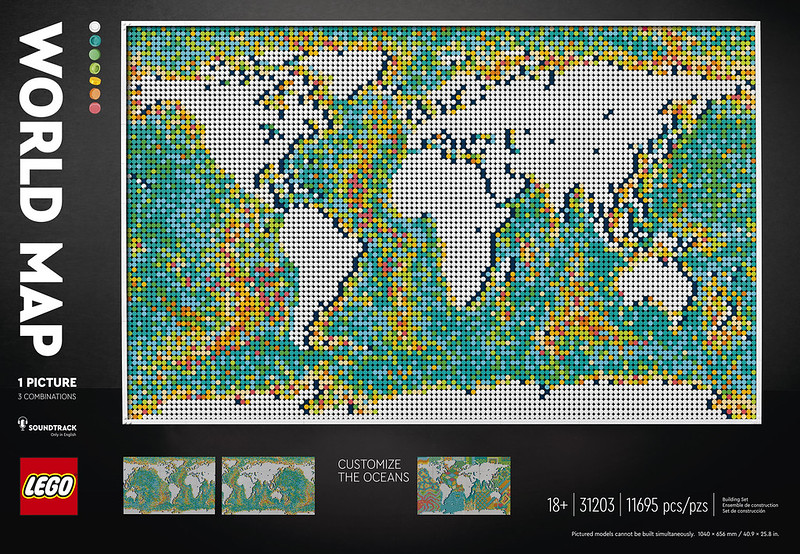 WORLD MAP
1 PICTURE
3 COMBINATIONS
SOUNDTRACK
Only in English
LEGO
CUSTOMIZE
THE OCEANS
18+ 31203 11695 pcs/pzs
Building Set
Ensemble de construction
Set de construcción
Pictured models cannot be built simultaneously. 1040 × 656 mm / 40.9 × 25.8 in.